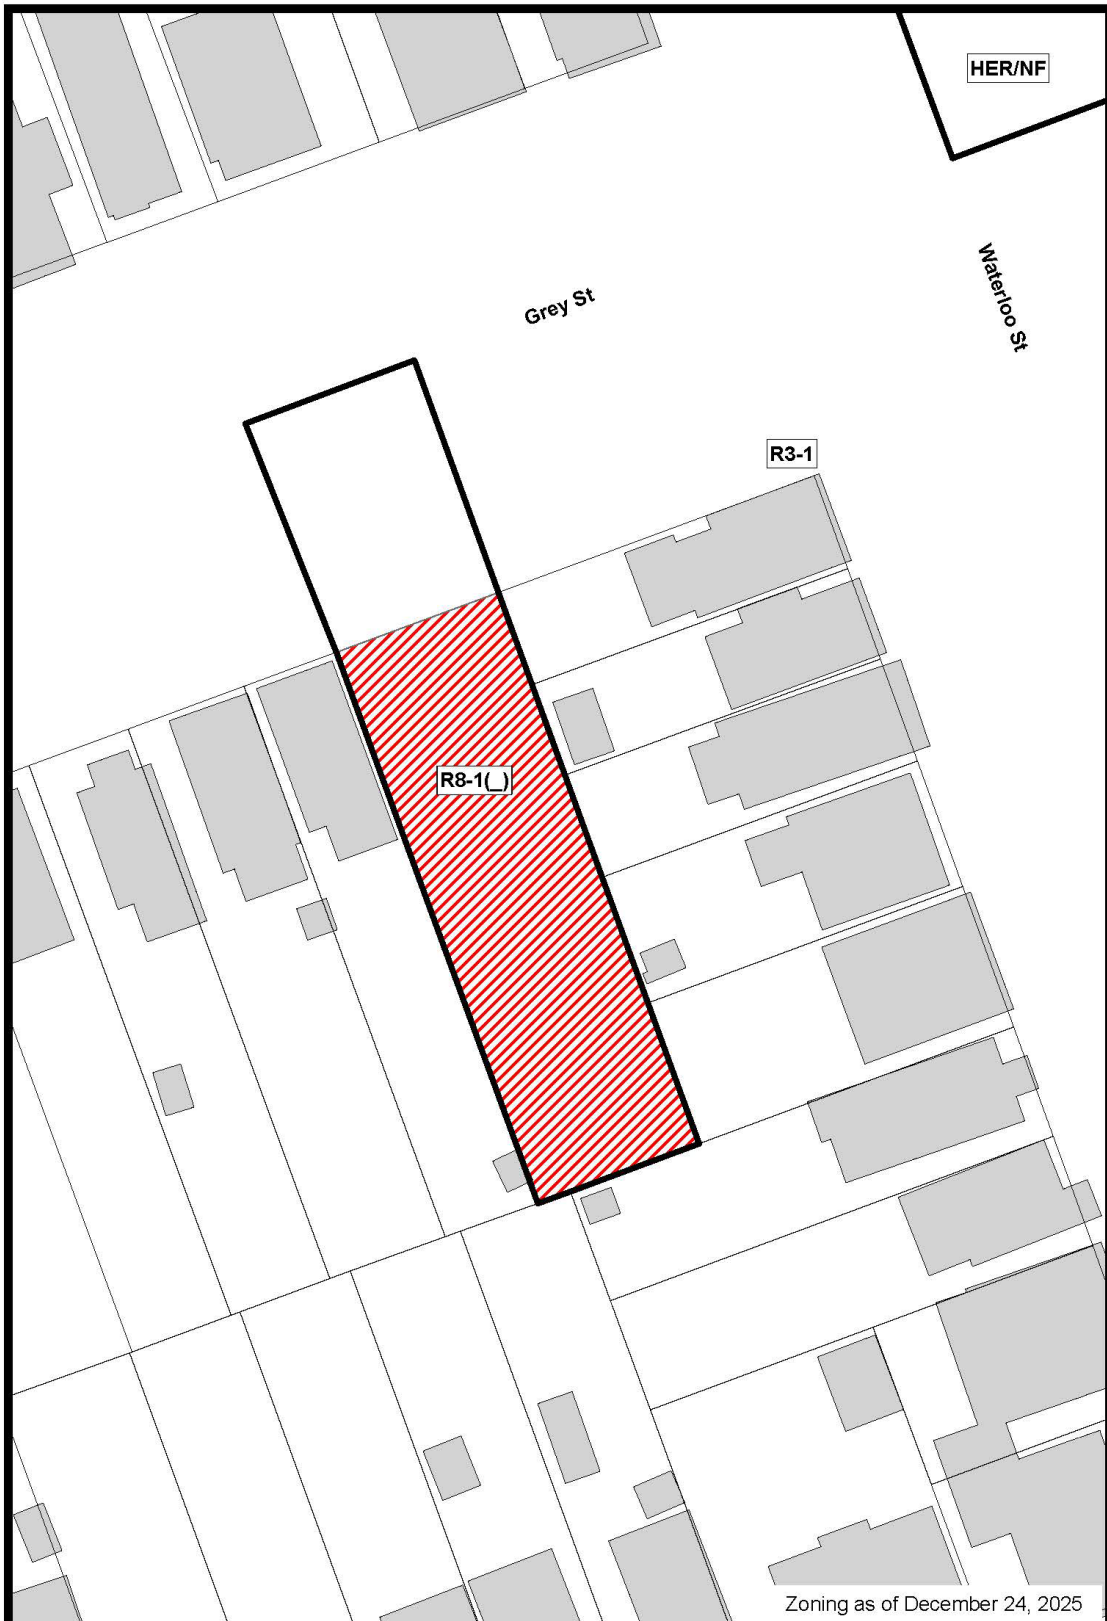 HER/NF
Waterloo St
Grey St
R3-1
R8-1(_)
Zoning as of December 24, 2025